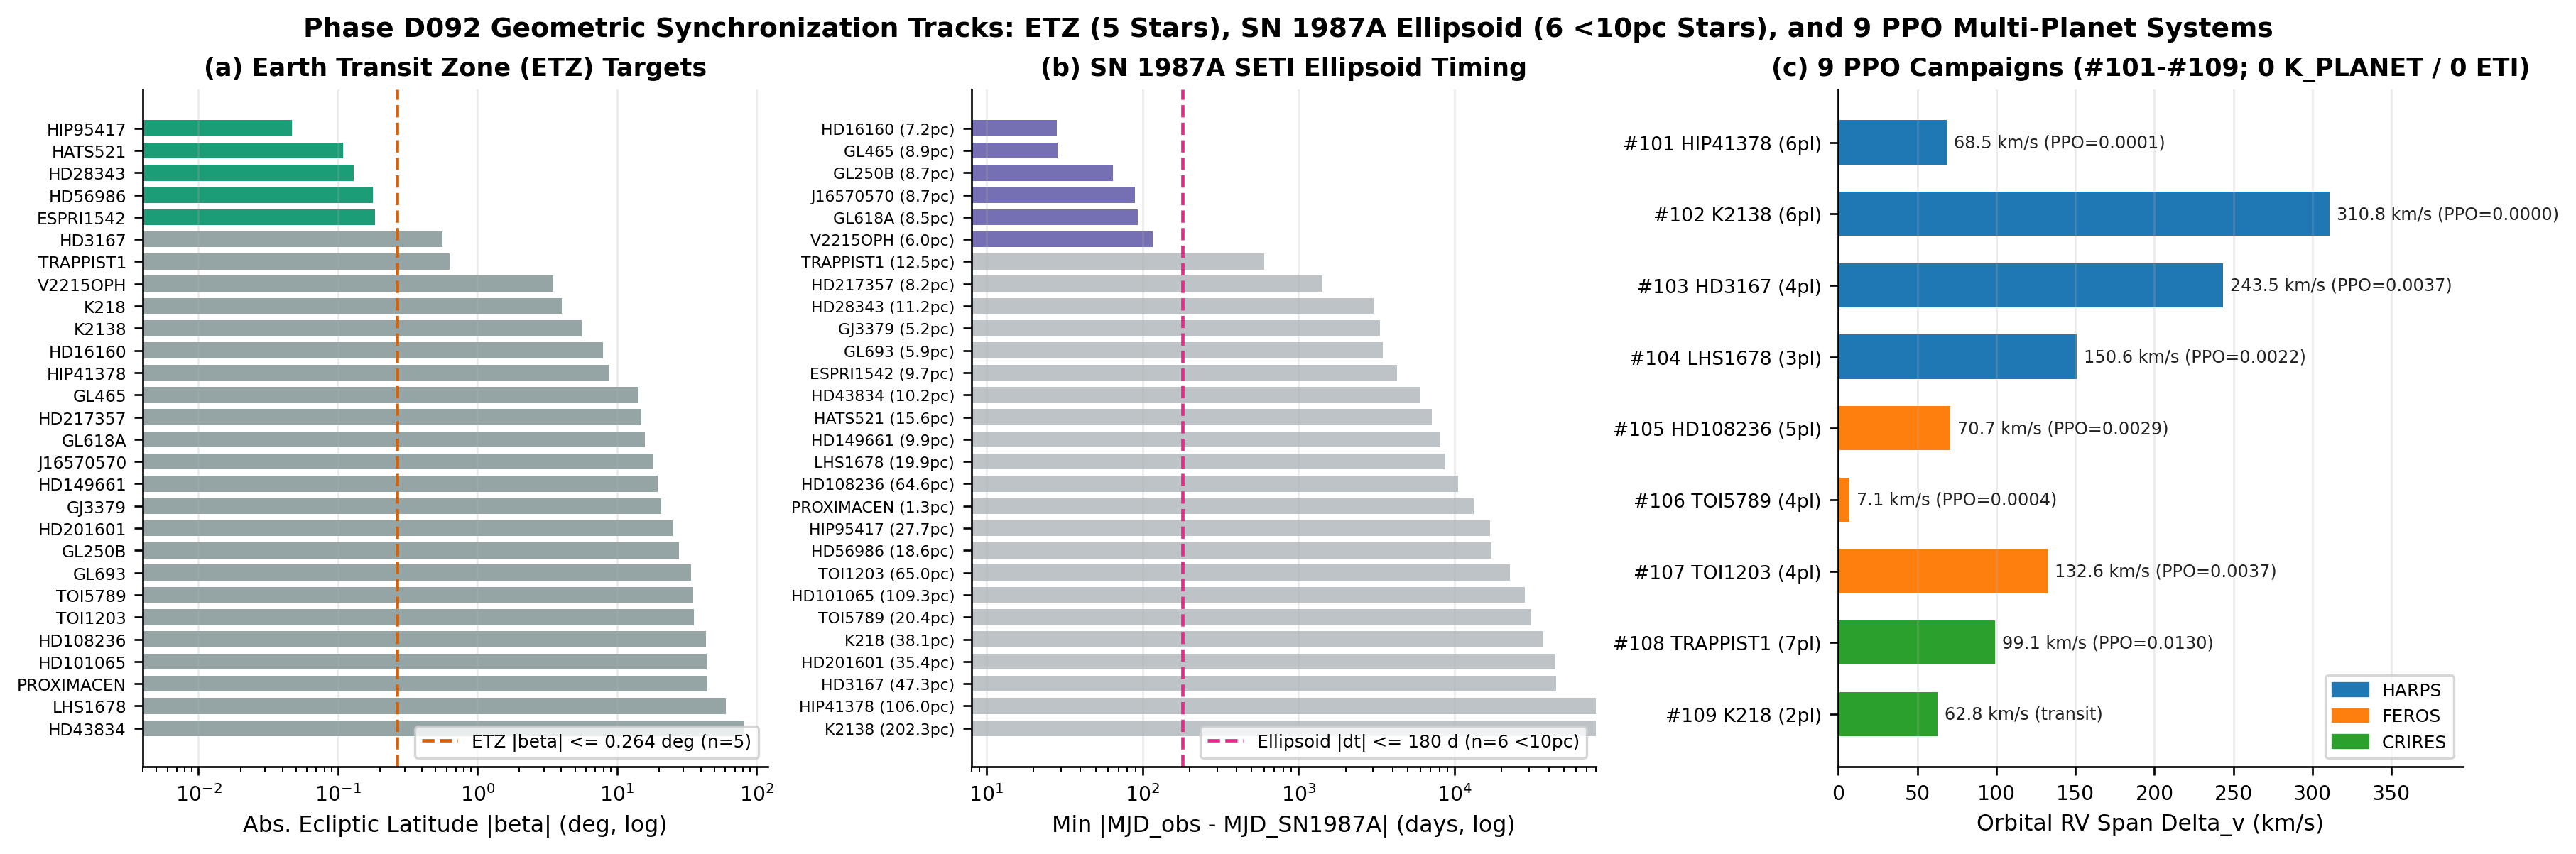 Phase D092 Geometric Synchronization Tracks: ETZ (5 Stars), SN 1987A Ellipsoid (6 <10pc Stars), and 9 PPO Multi-Planet Systems
(a) Earth Transit Zone (ETZ) Targets
HIP95417
HATS521
HD28343
HD56986
ESPRI1542
HD3167
TRAPPIST1
V2215OPH
K218
K2138
HD16160
HIP41378
GL465
HD217357
GL618A
J16570570
HD149661
GJ3379
HD201601
GL250B
GL693
TOI5789
TOI1203
HD108236
HD101065
PROXIMACEN
LHS1678
HD43834
ETZ |beta| <= 0.264 deg (n=5)
10⁻² 10⁻¹ 10⁰ 10¹ 10²
Abs. Ecliptic Latitude |beta| (deg, log)
(b) SN 1987A SETI Ellipsoid Timing
HD16160 (7.2pc)
GL465 (8.9pc)
GL250B (8.7pc)
J16570570 (8.7pc)
GL618A (8.5pc)
V2215OPH (6.0pc)
TRAPPIST1 (12.5pc)
HD217357 (8.2pc)
HD28343 (11.2pc)
GJ3379 (5.2pc)
GL693 (5.9pc)
ESPRI1542 (9.7pc)
HD43834 (10.2pc)
HATS521 (15.6pc)
HD149661 (9.9pc)
LHS1678 (19.9pc)
HD108236 (64.6pc)
PROXIMACEN (1.3pc)
HIP95417 (27.7pc)
HD56986 (18.6pc)
TOI1203 (65.0pc)
HD101065 (109.3pc)
TOI5789 (20.4pc)
K218 (38.1pc)
HD201601 (35.4pc)
HD3167 (47.3pc)
HIP41378 (106.0pc)
K2138 (202.3pc)
Ellipsoid |dt| <= 180 d (n=6 <10pc)
10¹ 10² 10³ 10⁴
Min |MJD_obs - MJD_SN1987A| (days, log)
(c) 9 PPO Campaigns (#101-#109; 0 K_PLANET / 0 ETI)
#101 HIP41378 (6pl) 68.5 km/s (PPO=0.0001)
#102 K2138 (6pl) 310.8 km/s (PPO=0.0000)
#103 HD3167 (4pl) 243.5 km/s (PPO=0.0037)
#104 LHS1678 (3pl) 150.6 km/s (PPO=0.0022)
#105 HD108236 (5pl) 70.7 km/s (PPO=0.0029)
#106 TOI5789 (4pl) 7.1 km/s (PPO=0.0004)
#107 TOI1203 (4pl) 132.6 km/s (PPO=0.0037)
#108 TRAPPIST1 (7pl) 99.1 km/s (PPO=0.0130)
#109 K218 (2pl) 62.8 km/s (transit)
HARPS
FEROS
CRIRES
0 50 100 150 200 250 300 350
Orbital RV Span Delta_v (km/s)